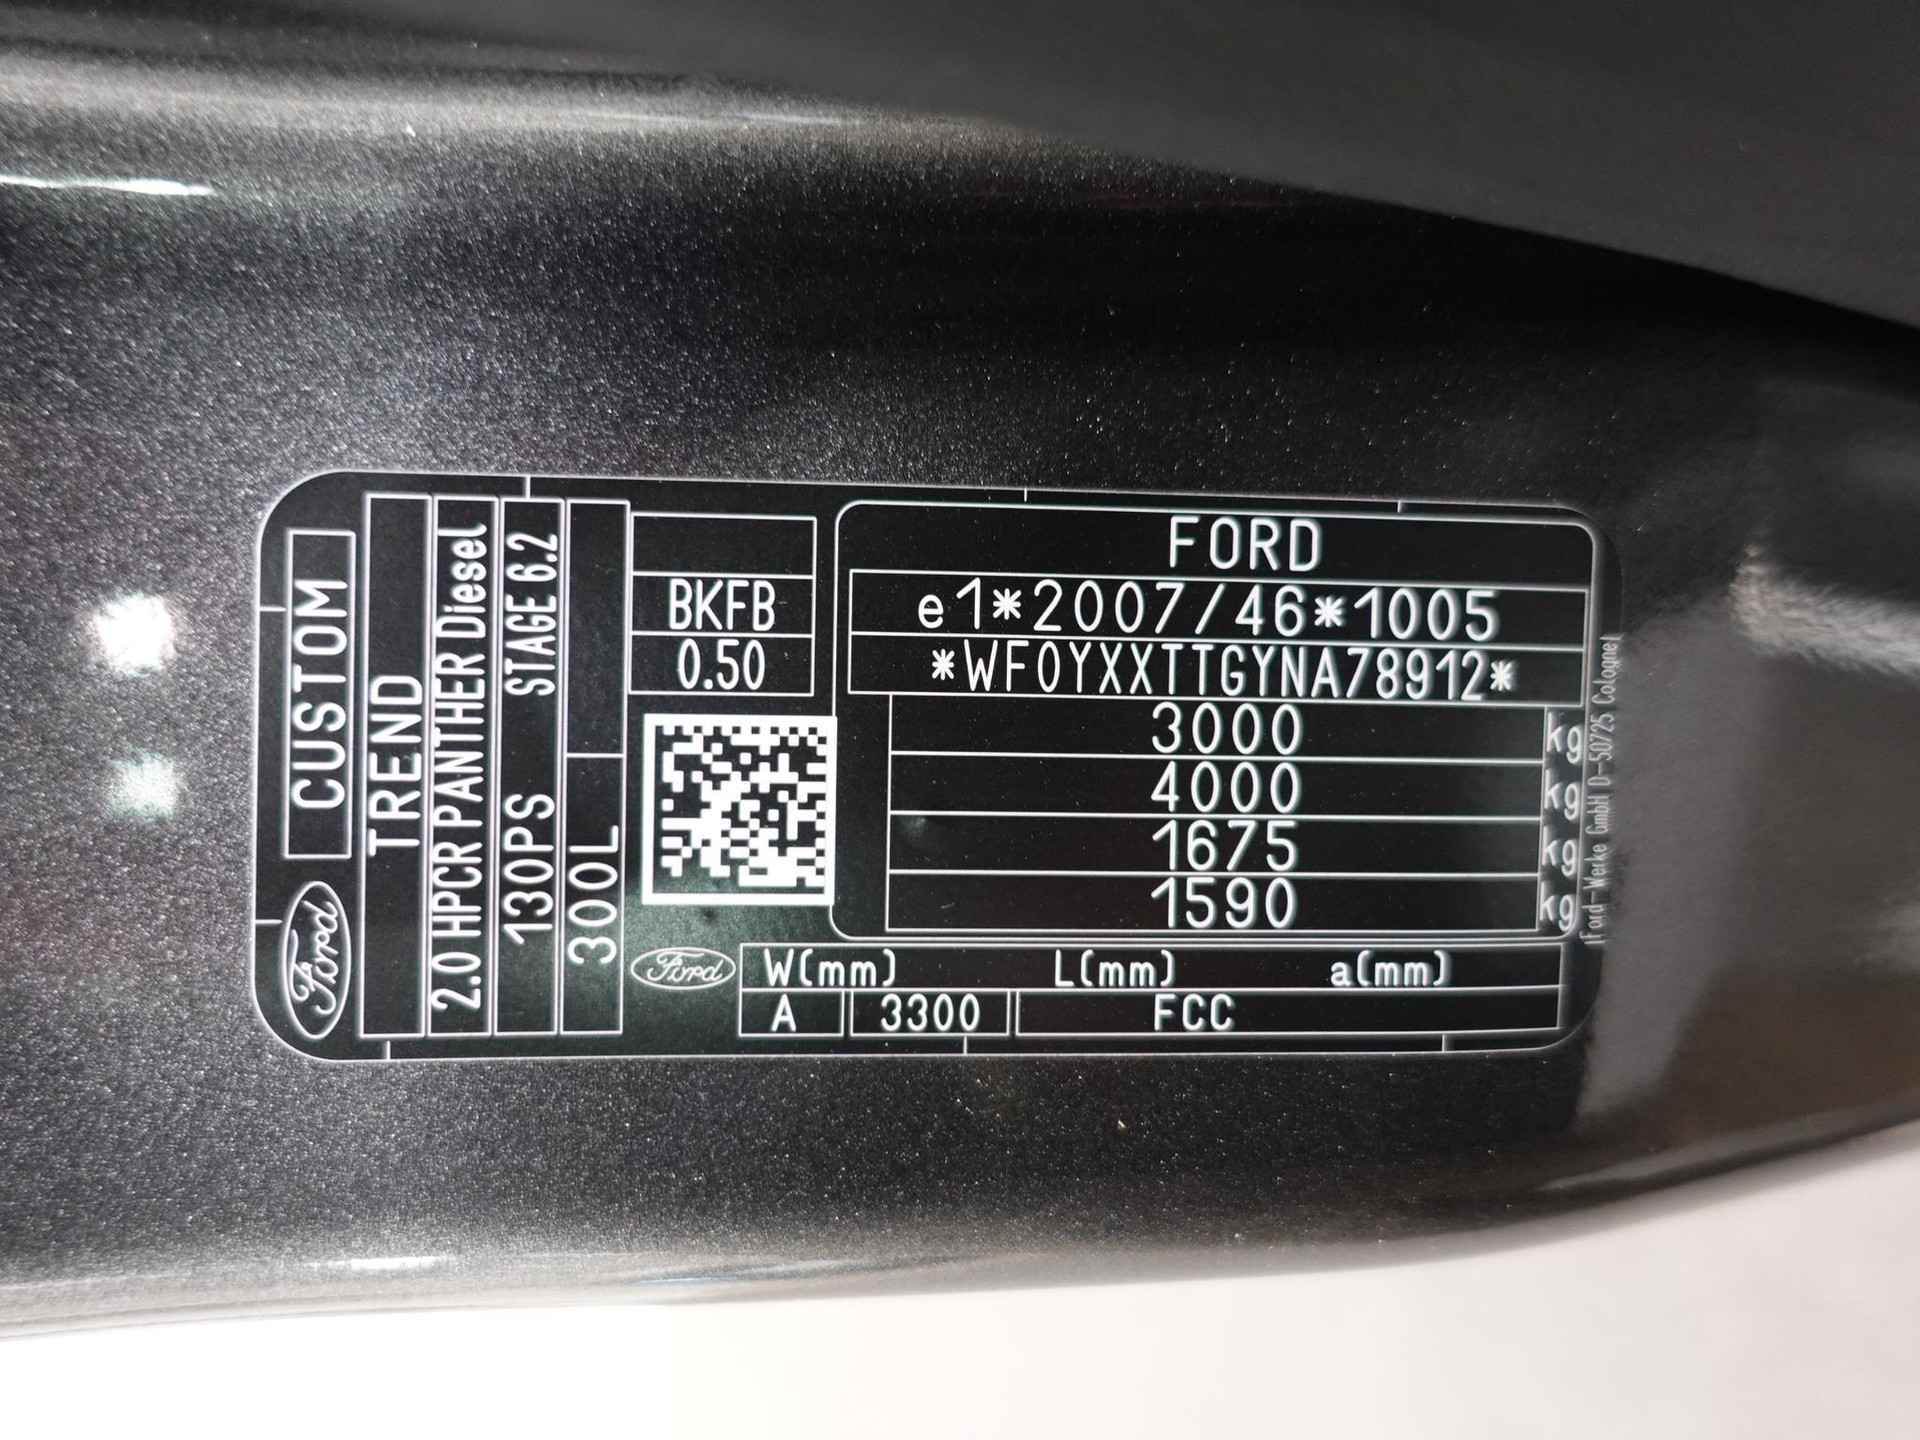 Ford
CUSTOM
TREND
2.0 HPCR PANTHER Diesel
130PS STAGE 6.2
300L
BKFB
0.50
FORD
e1*2007/46*1005
*WF0YXXTTGYNA78912*
3000 kg
4000 kg
1675 kg
1590 kg
Ford-Werke GmbH D-50725 Cologne
Ford
W(mm) L(mm) a(mm)
A 3300 FCC